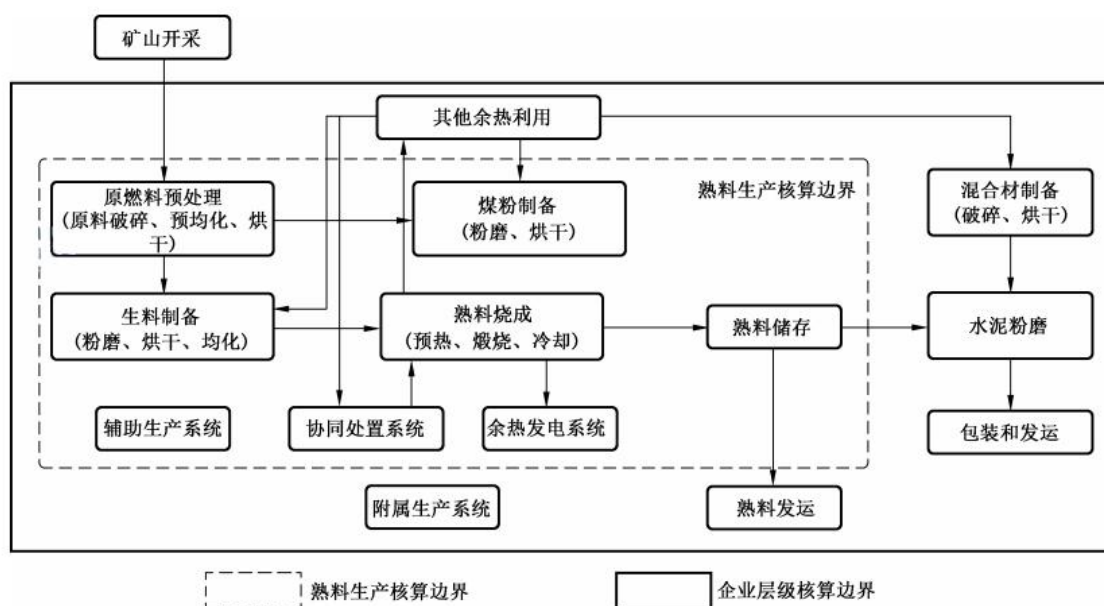 矿山开采
其他余热利用
熟料生产核算边界
原燃料预处理
(原料破碎、预均化、烘
干)
煤粉制备
(粉磨、烘干)
混合材制备
(破碎、烘干)
生料制备
(粉磨、烘干、均化)
熟料烧成
(预热、煅烧、冷却)
熟料储存
水泥粉磨
辅助生产系统
协同处置系统
余热发电系统
包装和发运
附属生产系统
熟料发运
熟料生产核算边界
企业层级核算边界